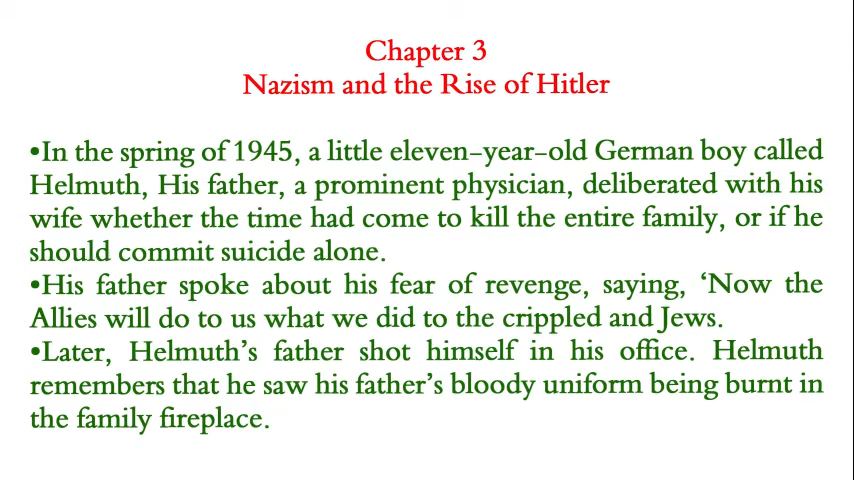 Chapter 3
Nazism and the Rise of Hitler
•In the spring of 1945, a little eleven–year–old German boy called
Helmuth, His father, a prominent physician, deliberated with his
wife whether the time had come to kill the entire family, or if he
should commit suicide alone.
•His father spoke about his fear of revenge, saying, ‘Now the
Allies will do to us what we did to the crippled and Jews.
•Later, Helmuth’s father shot himself in his office. Helmuth
remembers that he saw his father’s bloody uniform being burnt in
the family fireplace.